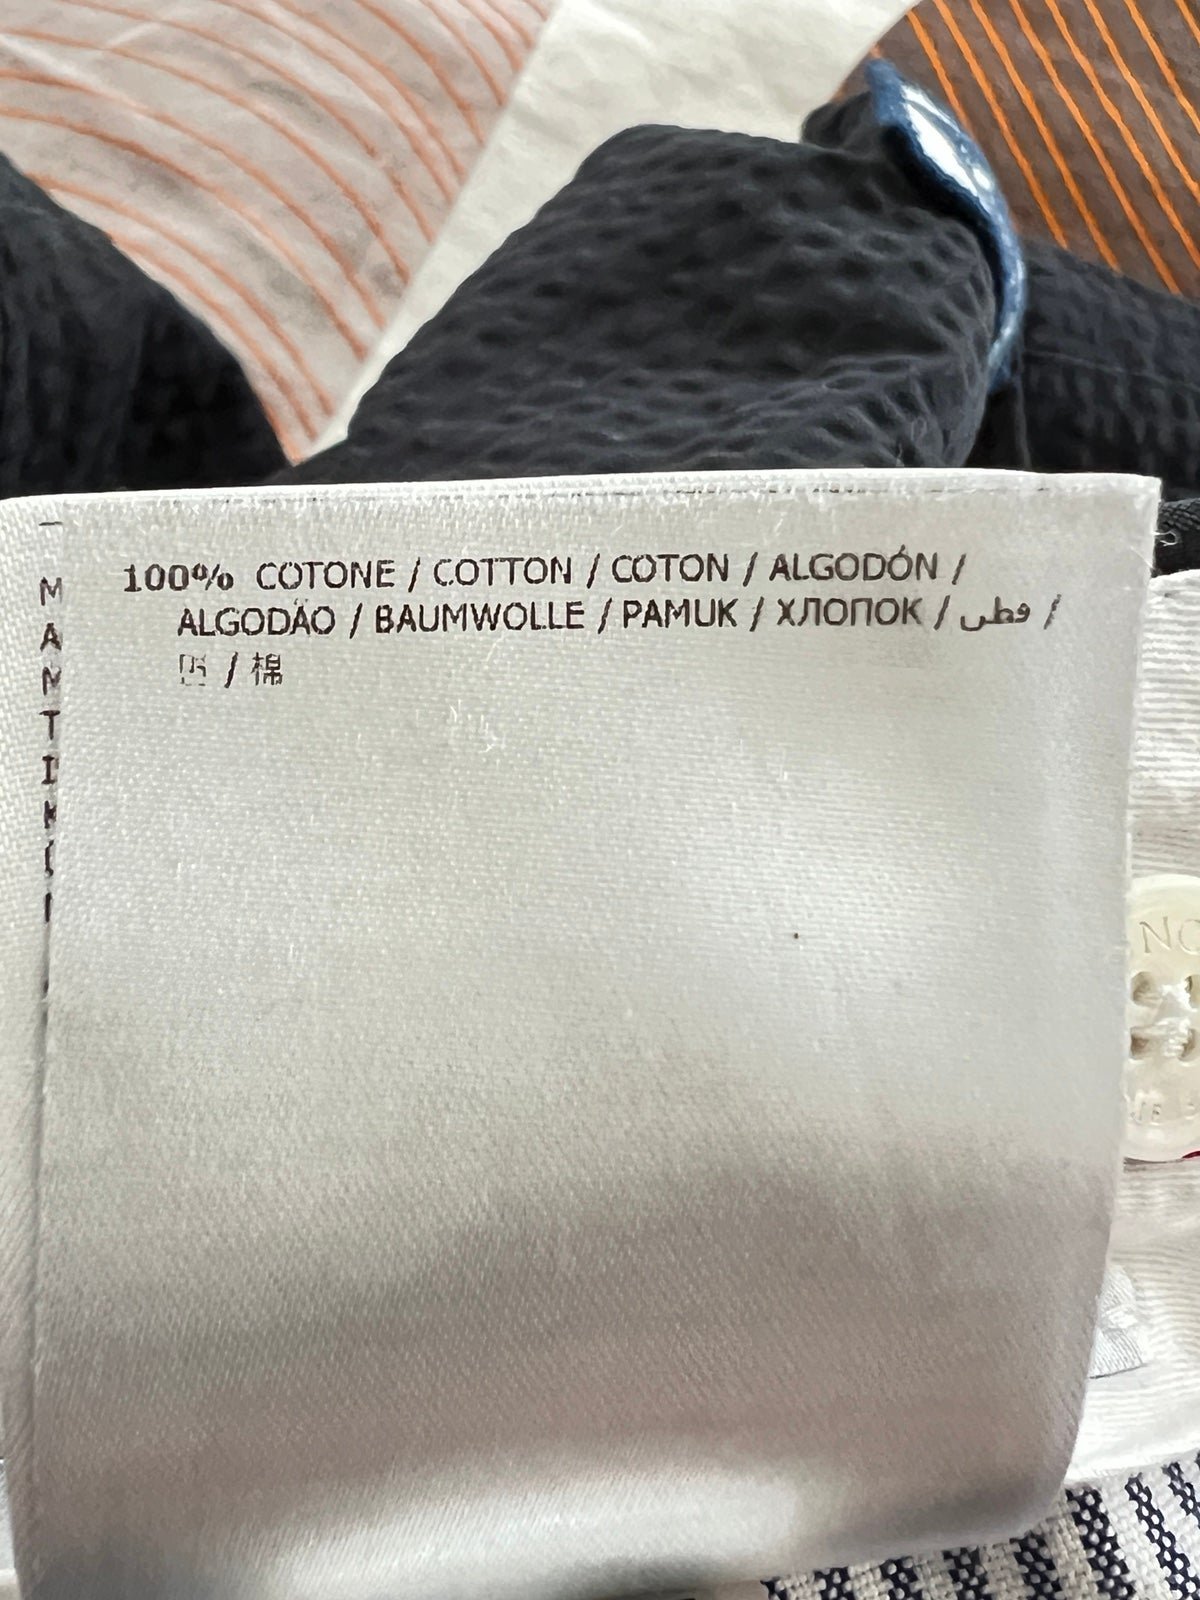 100% COTONE / COTTON / COTON / ALGODÓN /
ALGODÃO / BAUMWOLLE / PAMUK / ХЛОПОК / قطن /
면 / 棉